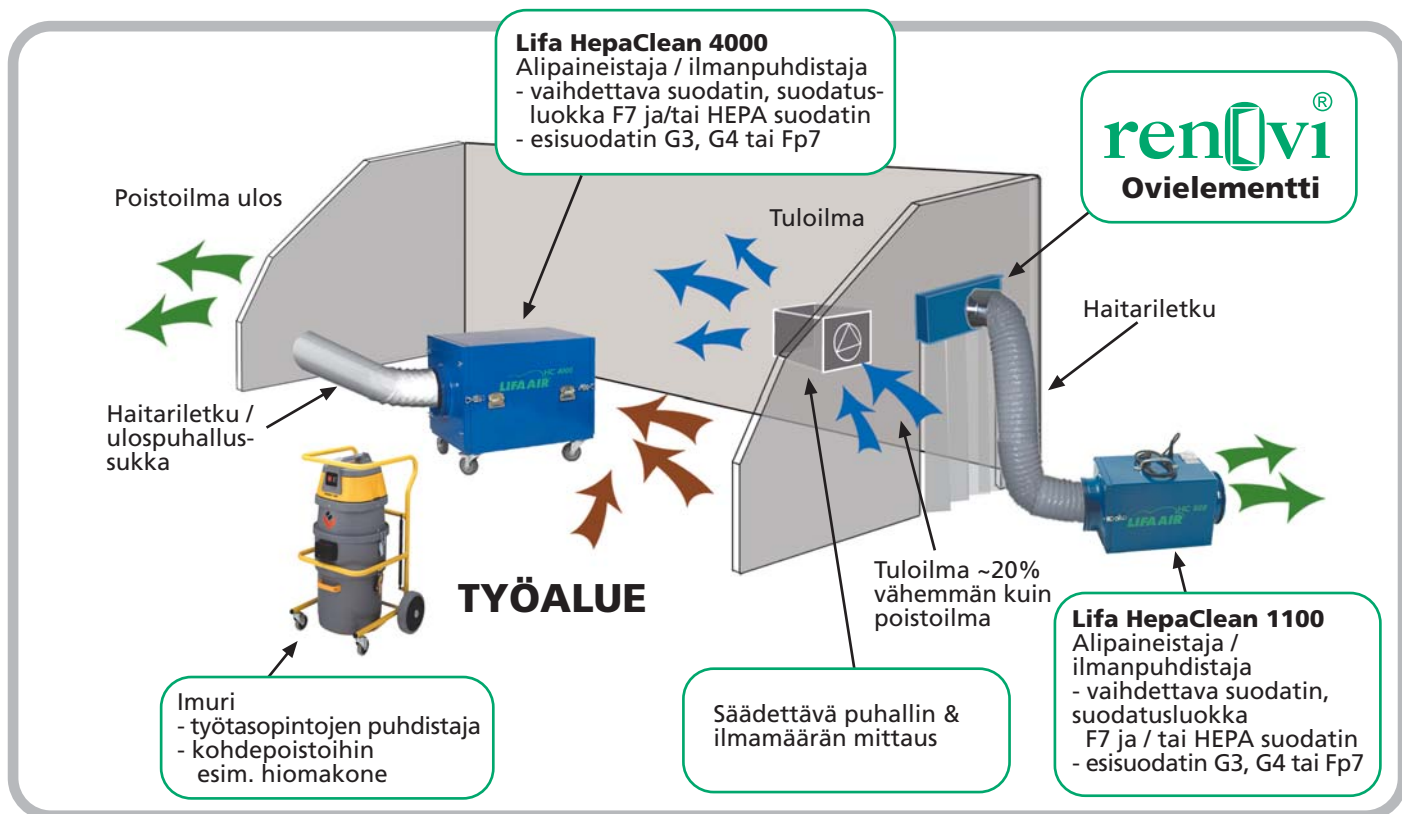 Lifa HepaClean 4000
Alipaineistaja / ilmanpuhdistaja
- vaihdettava suodatin, suodatus-
luokka F7 ja/tai HEPA suodatin
- esisuodatin G3, G4 tai Fp7
renovi®
Ovielementti
Poistoilma ulos
Tuloilma
Haitariletku
HC 4000
LIFA AIR
Haitariletku /
ulospuhallus-
sukka
LIFA AIR
TYÖALUE
Tuloilma ~20%
vähemmän kuin
poistoilma
Imuri
- työtasopintojen puhdistaja
- kohdepoistoihin
esim. hiomakone
Säädettävä puhallin &
ilmamäärän mittaus
Lifa HepaClean 1100
Alipaineistaja /
ilmanpuhdistaja
- vaihdettava suodatin,
suodatusluokka
F7 ja / tai HEPA suodatin
- esisuodatin G3, G4 tai Fp7